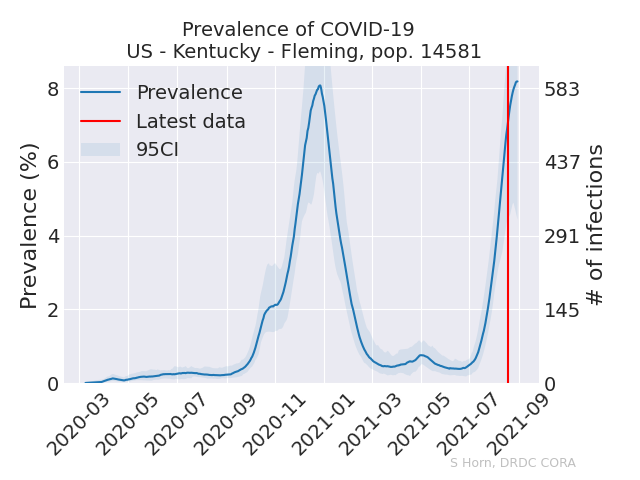 Prevalence of COVID-19
US - Kentucky - Fleming, pop. 14581
Prevalence
Latest data
95CI
Prevalence (%)
8
6
4
2
0
583
437
291
145
0
# of infections
2020-03
2020-05
2020-07
2020-09
2020-11
2021-01
2021-03
2021-05
2021-07
2021-09
S Horn, DRDC CORA